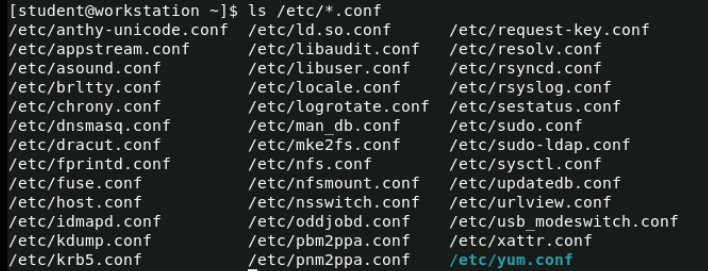 [student@workstation ~]$ ls /etc/*.conf
/etc/anthy-unicode.conf /etc/ld.so.conf /etc/request-key.conf
/etc/appstream.conf /etc/libaudit.conf /etc/resolv.conf
/etc/asound.conf /etc/libuser.conf /etc/rsyncd.conf
/etc/brltty.conf /etc/locale.conf /etc/rsyslog.conf
/etc/chrony.conf /etc/logrotate.conf /etc/sestatus.conf
/etc/dnsmasq.conf /etc/man_db.conf /etc/sudo.conf
/etc/dracut.conf /etc/mke2fs.conf /etc/sudo-ldap.conf
/etc/fprintd.conf /etc/nfs.conf /etc/sysctl.conf
/etc/fuse.conf /etc/nfsmount.conf /etc/updatedb.conf
/etc/host.conf /etc/nsswitch.conf /etc/urlview.conf
/etc/idmapd.conf /etc/oddjobd.conf /etc/usb_modeswitch.conf
/etc/kdump.conf /etc/pbm2ppa.conf /etc/xattr.conf
/etc/krb5.conf /etc/pnm2ppa.conf /etc/yum.conf